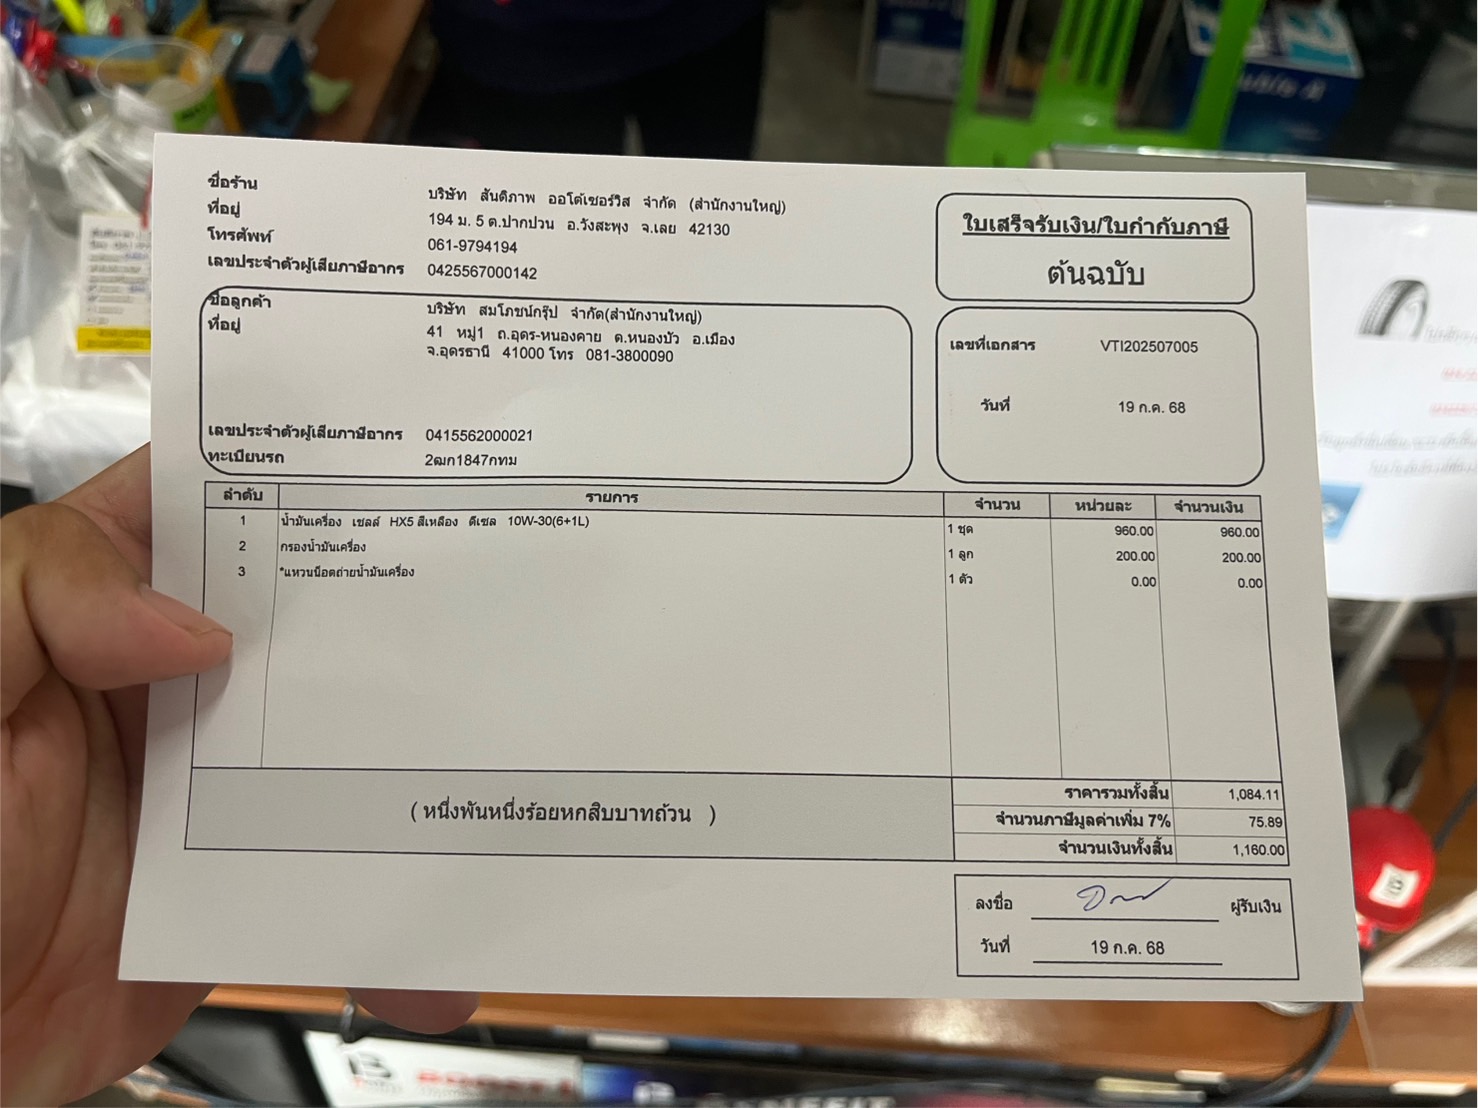 ชื่อร้าน บริษัท สันติภาพ ออโต้เซอร์วิส จำกัด (สำนักงานใหญ่)
ที่อยู่ 194 ม. 5 ต.ปากปวน อ.วังสะพุง จ.เลย 42130
โทรศัพท์ 061-9794194
เลขประจำตัวผู้เสียภาษีอากร 0425567000142
ใบเสร็จรับเงิน/ใบกำกับภาษี
ต้นฉบับ
ชื่อลูกค้า บริษัท สมโภชน์กรุ๊ป จำกัด(สำนักงานใหญ่)
ที่อยู่ 41 หมู่1 ถ.อุดร-หนองคาย ต.หนองบัว อ.เมือง
จ.อุดรธานี 41000 โทร 081-3800090
เลขประจำตัวผู้เสียภาษีอากร 0415562000021
ทะเบียนรถ 2ฒก1847กทม
เลขที่เอกสาร VTI202507005
วันที่ 19 ก.ค. 68
ลำดับ รายการ จำนวน หน่วยละ จำนวนเงิน
1 น้ำมันเครื่อง เชลล์ HX5 สีเหลือง ดีเซล 10W-30(6+1L) 1 ชุด 960.00 960.00
2 กรองน้ำมันเครื่อง 1 ลูก 200.00 200.00
3 *แหวนน็อตถ่ายน้ำมันเครื่อง 1 ตัว 0.00 0.00
(หนึ่งพันหนึ่งร้อยหกสิบบาทถ้วน )
ราคารวมทั้งสิ้น 1,084.11
จำนวนภาษีมูลค่าเพิ่ม 7% 75.89
จำนวนเงินทั้งสิ้น 1,160.00
ลงชื่อ ผู้รับเงิน
วันที่ 19 ก.ค. 68
Double A